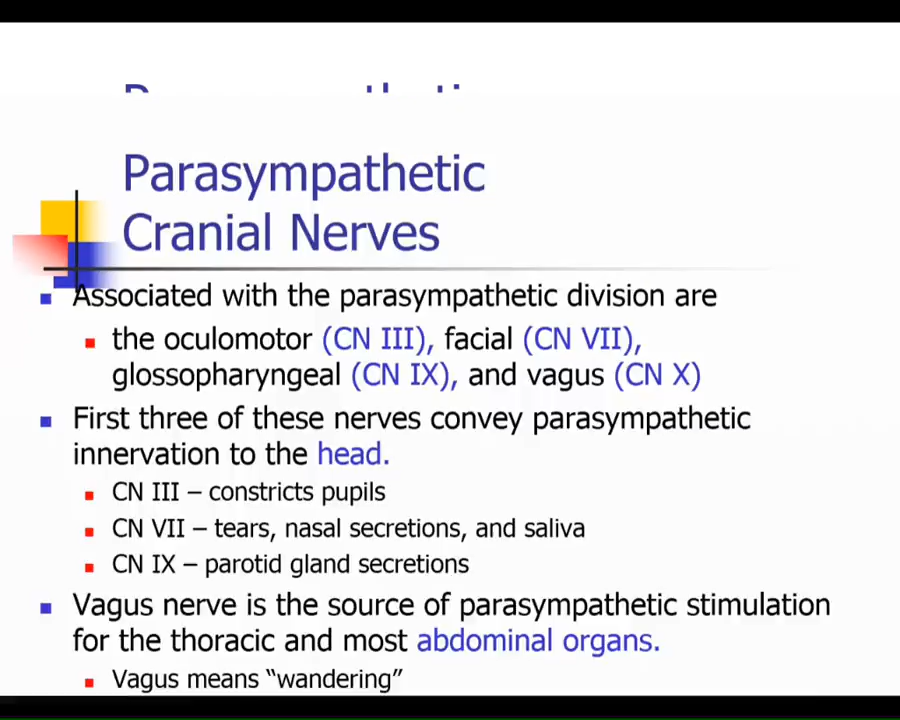 Parasympathetic
Cranial Nerves
Associated with the parasympathetic division are
the oculomotor (CN III), facial (CN VII),
glossopharyngeal (CN IX), and vagus (CN X)
First three of these nerves convey parasympathetic
innervation to the head.
CN III – constricts pupils
CN VII – tears, nasal secretions, and saliva
CN IX – parotid gland secretions
Vagus nerve is the source of parasympathetic stimulation
for the thoracic and most abdominal organs.
Vagus means “wandering”